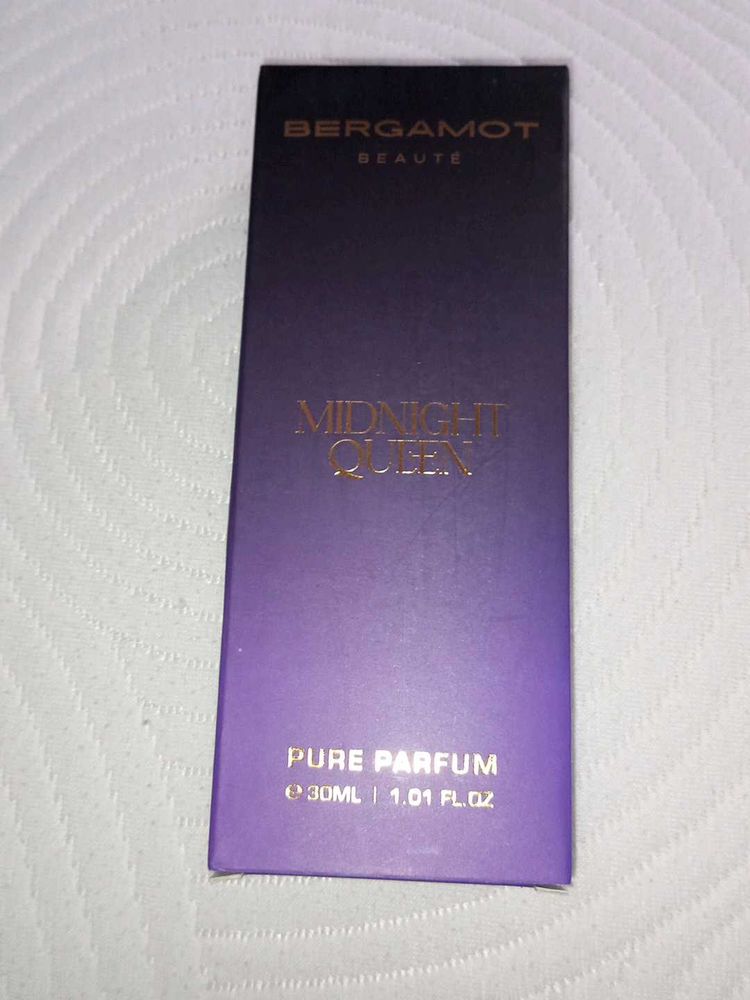 BERGAMOT
BEAUTÉ
MIDNIGHT
QUEEN
PURE PARFUM
℮ 30ML | 1.01 FL.OZ